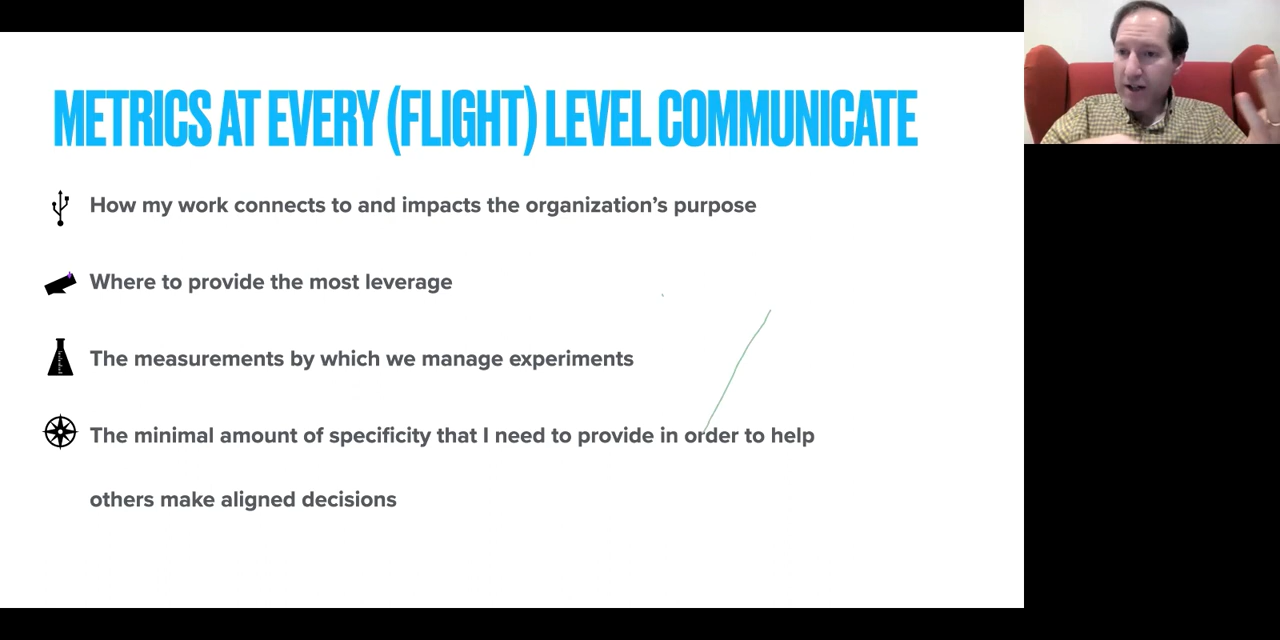 METRICS AT EVERY (FLIGHT) LEVEL COMMUNICATE
How my work connects to and impacts the organization’s purpose
Where to provide the most leverage
The measurements by which we manage experiments
The minimal amount of specificity that I need to provide in order to help
others make aligned decisions